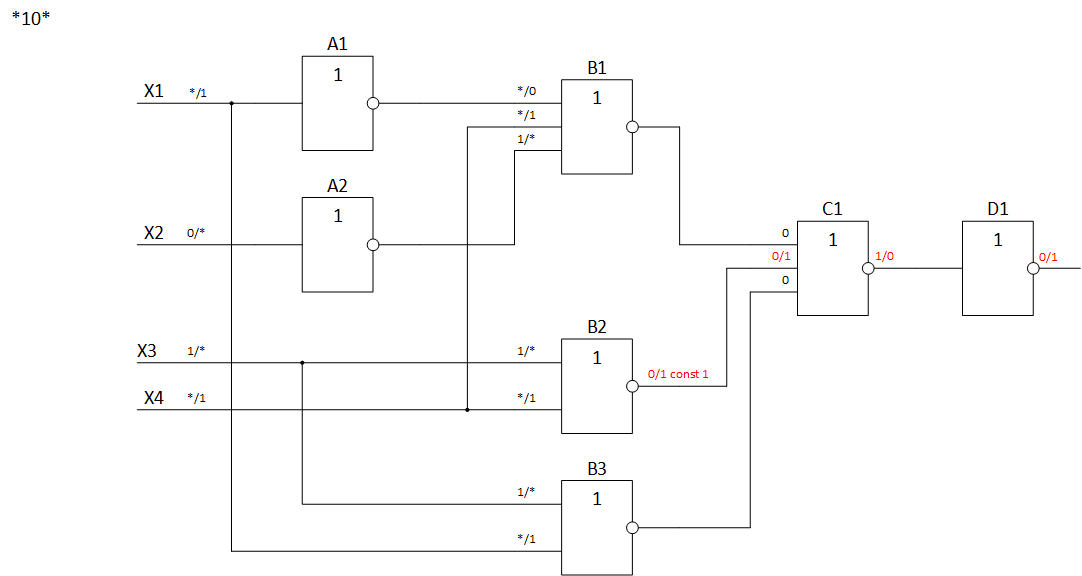 *10*
A1
1
X1 */1
*/0
*/1
1/*
B1
1
A2
1
X2 0/*
C1
1
0
0/1
0
1/0
D1
1
0/1
X3 1/*
X4 */1
1/*
*/1
B2
1
0/1 const 1
1/*
*/1
B3
1